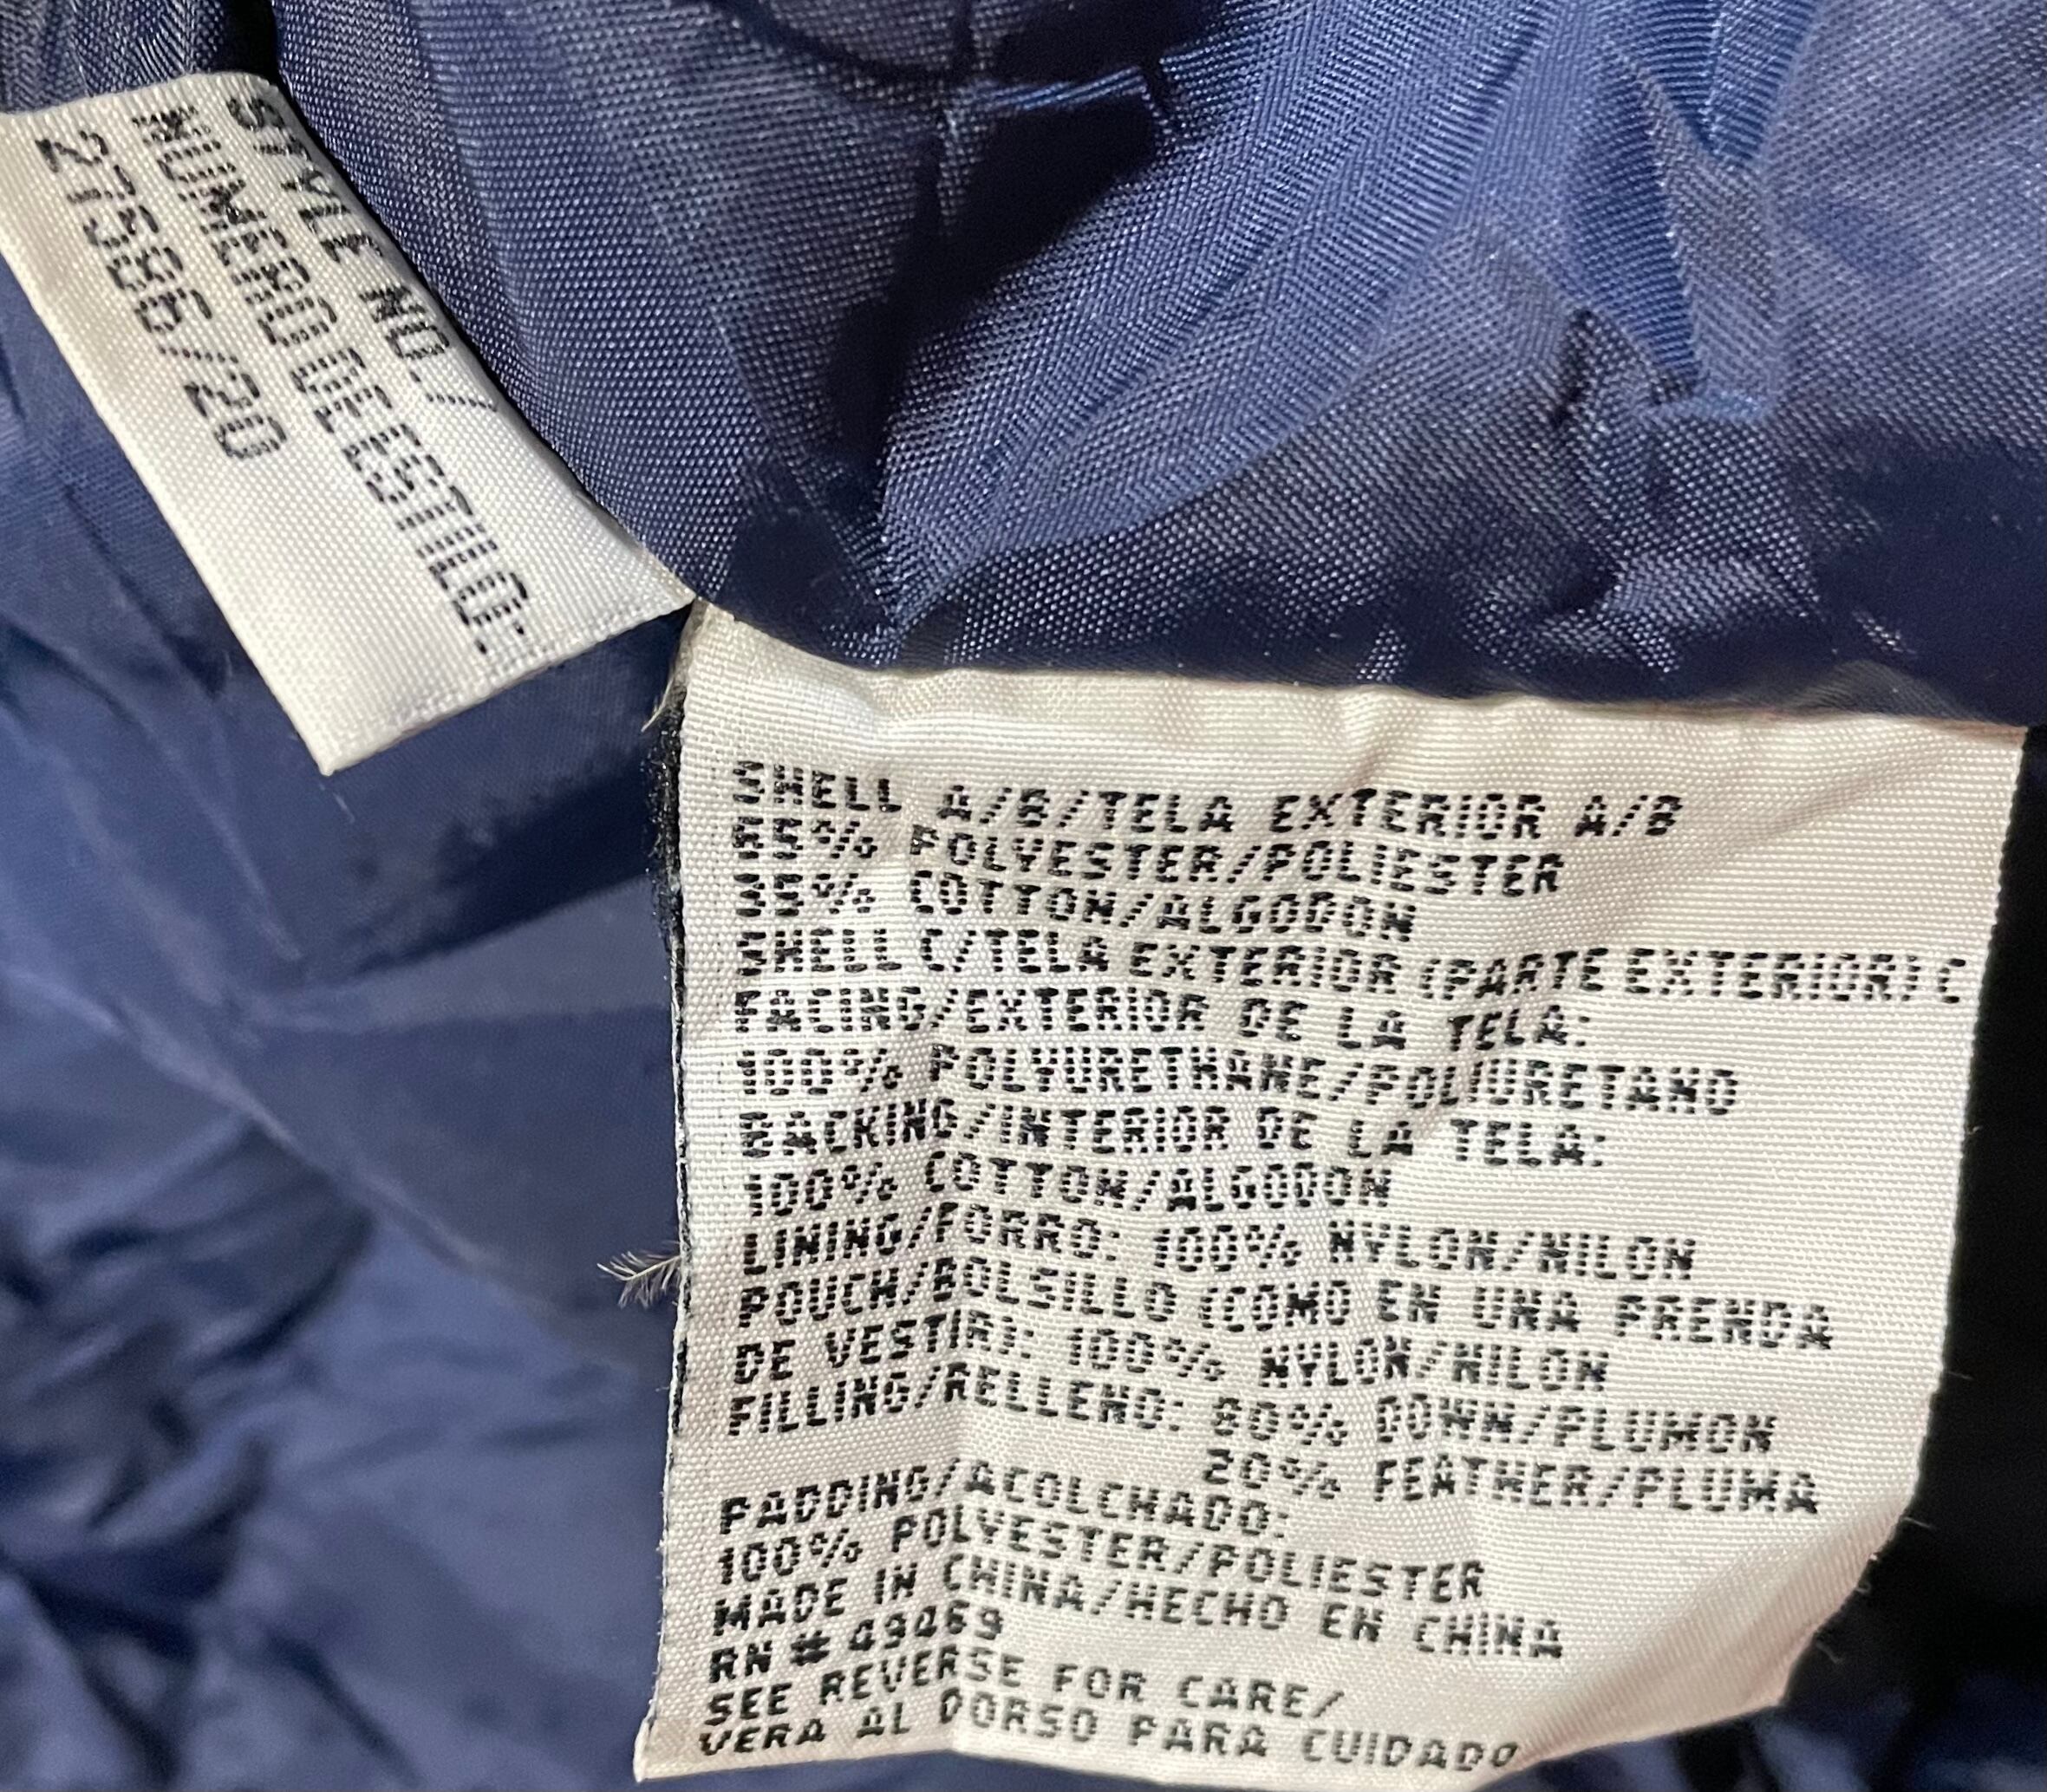 STYLE NO./
NUMERO DE ESTILO:
27586/20
SHELL A/B/TELA EXTERIOR A/B
65% POLYESTER/POLIESTER
35% COTTON/ALGODON
SHELL C/TELA EXTERIOR (PARTE EXTERIOR) C
FACING/EXTERIOR DE LA TELA:
100% POLYURETHANE/POLIURETANO
BACKING/INTERIOR DE LA TELA:
100% COTTON/ALGODON
LINING/FORRO: 100% NYLON/NILON
POUCH/BOLSILLO (COMO EN UNA PRENDA
DE VESTIR): 100% NYLON/NILON
FILLING/RELLENO: 80% DOWN/PLUMON
20% FEATHER/PLUMA
PADDING/ACOLCHADO:
100% POLYESTER/POLIESTER
MADE IN CHINA/HECHO EN CHINA
RN # 49469
SEE REVERSE FOR CARE/
VERA AL DORSO PARA CUIDADO